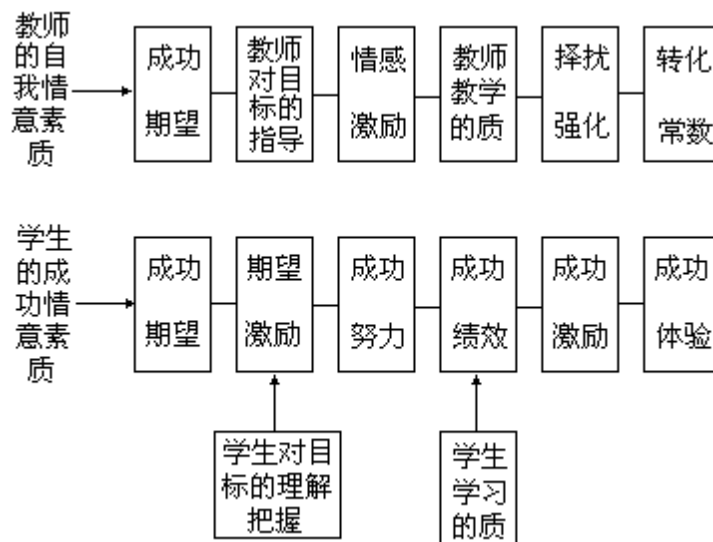 教师
的自
我情
意素
质
成功
期望
教师
对目
标的
指导
情感
激励
教师
教学
的质
择扰
强化
转化
常数
学生
的成
功情
意素
质
成功
期望
期望
激励
成功
努力
成功
绩效
成功
激励
成功
体验
学生对目
标的理解
把握
学生
学习
的质